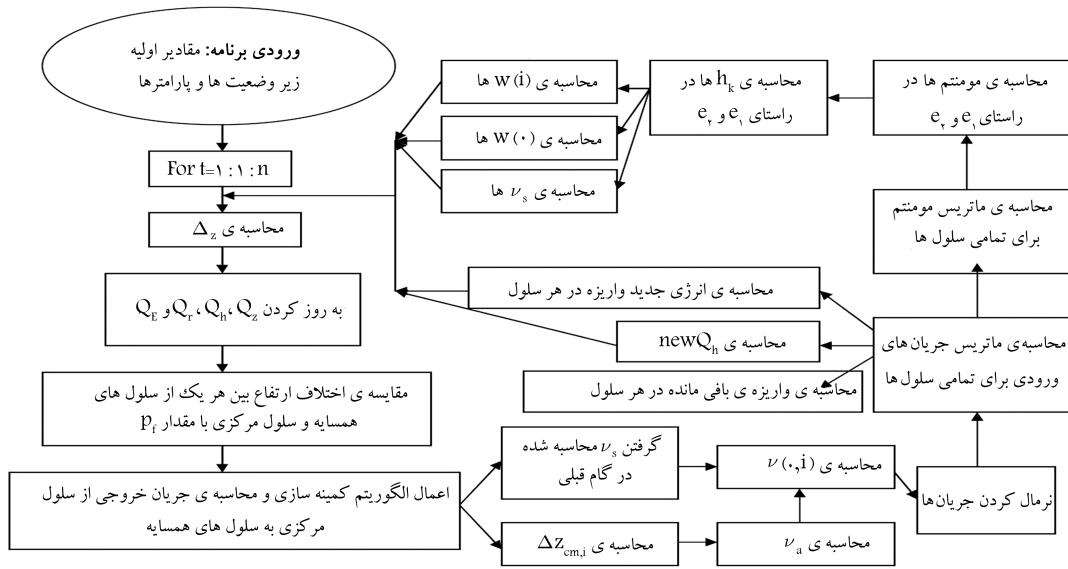 ورودی برنامه: مقادیر اولیه
زیر وضعیت ها و پارامترها
For t=۱:۱:n
محاسبه ی Δz
به روز کردن Qz، Qh، Qr و QE
مقایسه ی اختلاف ارتفاع بین هر یک از سلول های
همسایه و سلول مرکزی با مقدار pf
اعمال الگوریتم کمینه سازی و محاسبه ی جریان خروجی از سلول
مرکزی به سلول های همسایه
گرفتن νs محاسبه شده
در گام قبلی
محاسبه ی Δzcm,i
محاسبه ی ν(۰,i)
محاسبه ی νa
نرمال کردن جریان‌ها
محاسبه‌ی ماتریس جریان های
ورودی برای تمامی سلول ها
محاسبه ی انرژی جدید واریزه در هر سلول
محاسبه ی newQh
محاسبه ی واریزه ی بافی مانده در هر سلول
محاسبه ی ماتریس مومنتم
برای تمامی سلول ها
محاسبه ی مومنتم ها در
راستای e۱ و e۲
محاسبه ی hk ها در
راستای e۱ و e۲
محاسبه ی w(i) ها
محاسبه ی w(۰) ها
محاسبه ی νs ها